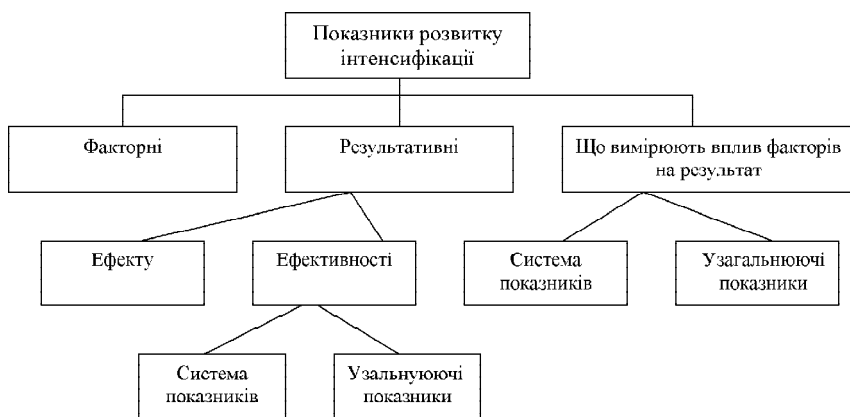 Показники розвитку
інтенсифікації
Факторні
Результативні
Що вимірюють вплив факторів
на результат
Ефекту
Ефективності
Система
показників
Узагальнюючі
показники
Система
показників
Узальнуюючі
показники